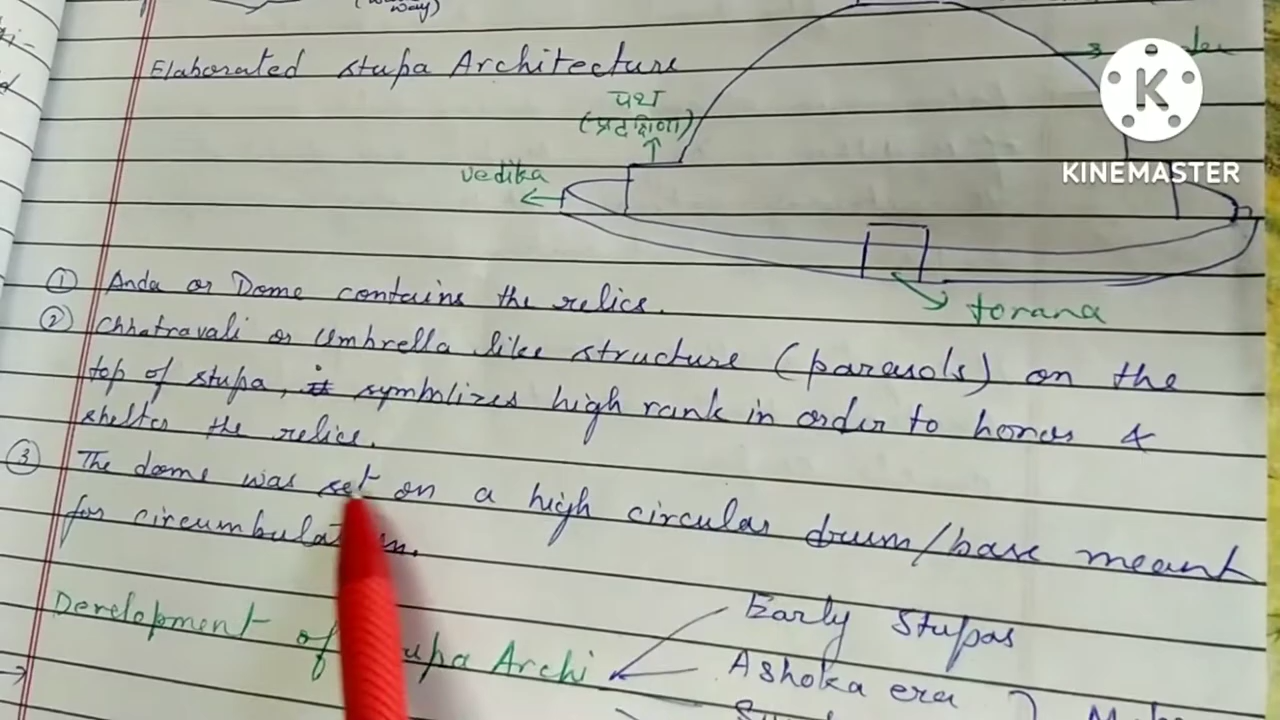 way)
Elaborated stupa Architecture
पथ
(प्रदक्षिणा)
vedika
KINEMASTER
torana
① Anda or Dome contains the relics.
② Chhatravali or Umbrella like structure (parasols) on the
top of stupa, it symbolizes high rank in order to honor &
shelter the relics.
③ The dome was set on a high circular drum/base meant
for circumbulation.
Development of Stupa Archi
Early Stupas
Ashoka era